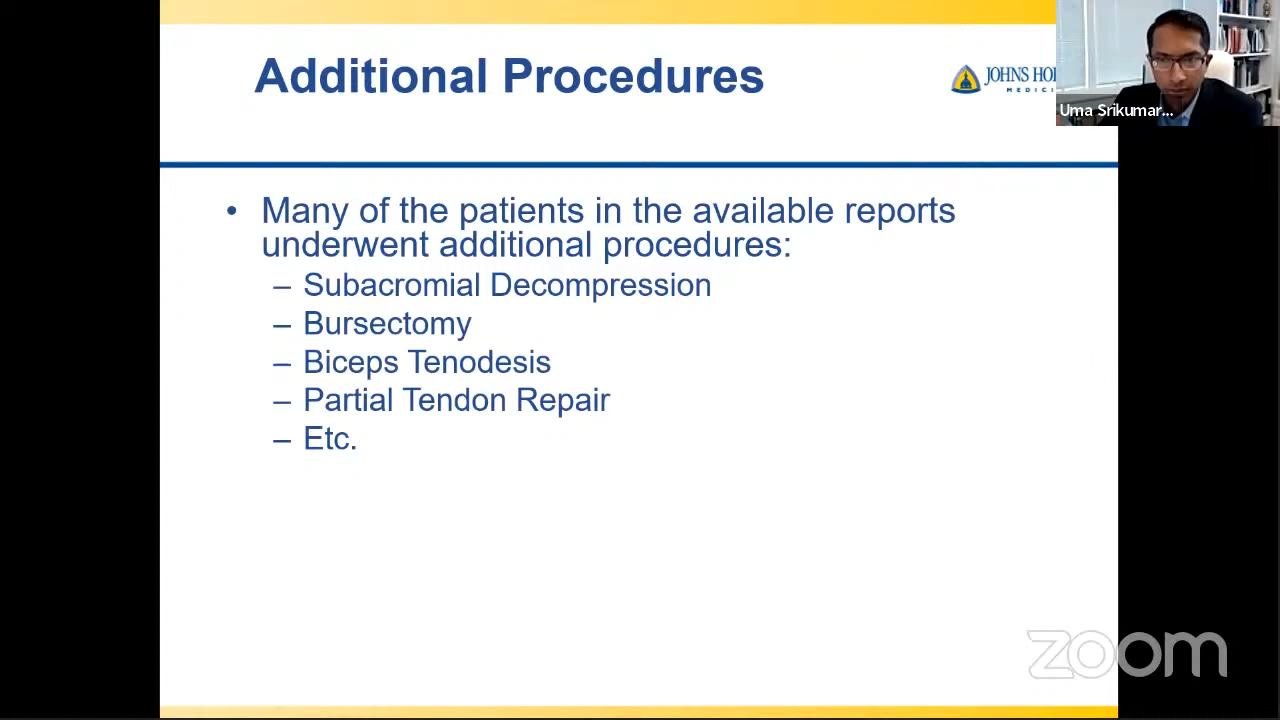 Additional Procedures
JOHNS
MEDICI
Uma Srikumar...
• Many of the patients in the available reports
underwent additional procedures:
– Subacromial Decompression
– Bursectomy
– Biceps Tenodesis
– Partial Tendon Repair
– Etc.
zoom